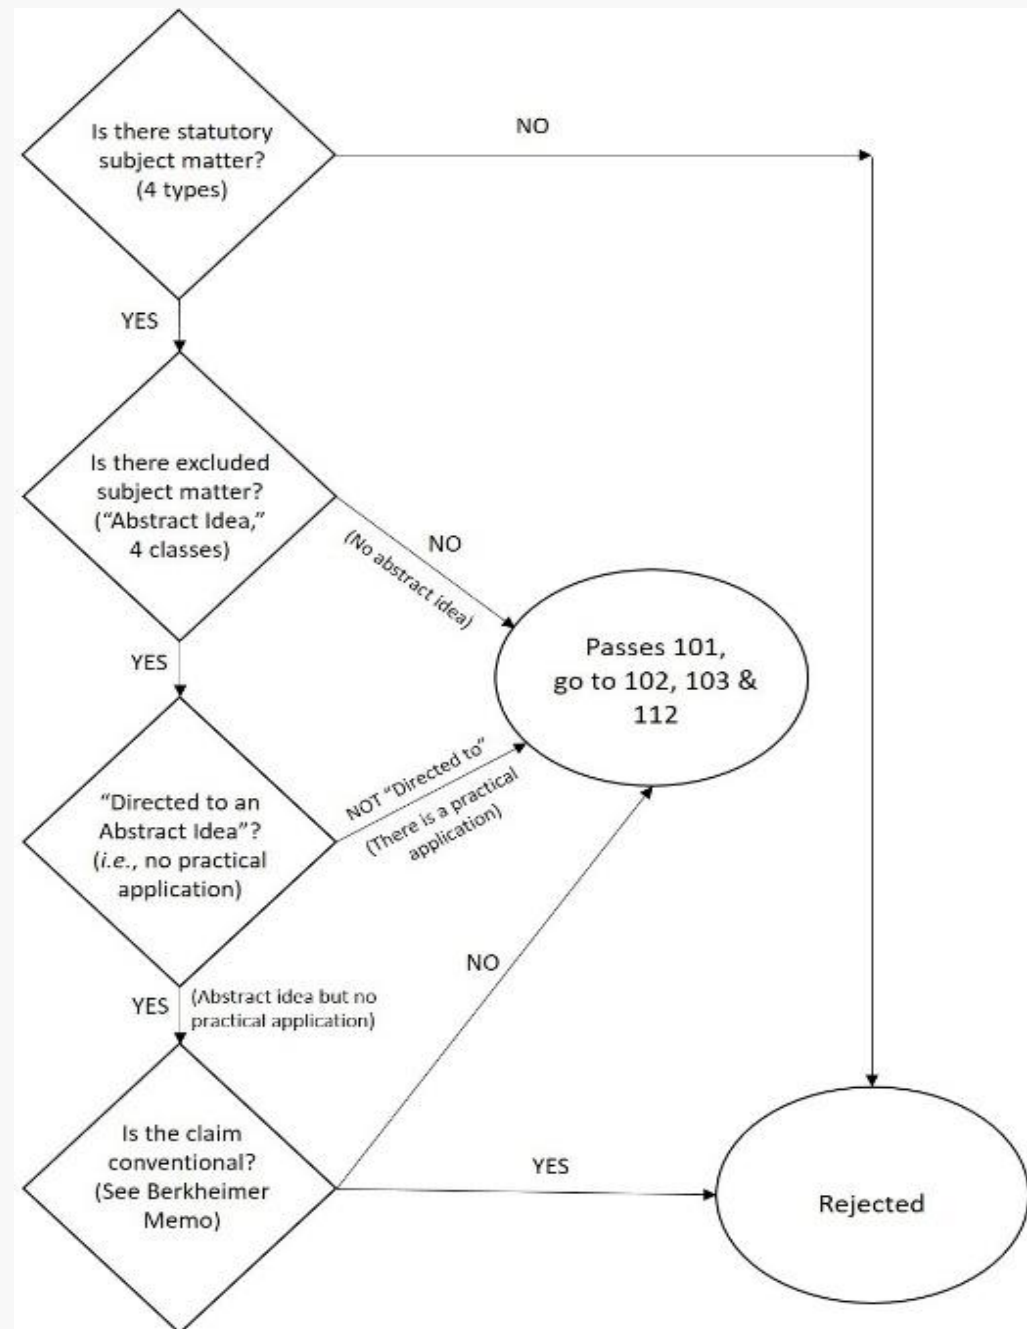 Is there statutory
subject matter?
(4 types)
NO
YES
Is there excluded
subject matter?
(“Abstract Idea,”
4 classes)
NO
(No abstract idea)
YES
Passes 101,
go to 102, 103 &
112
“Directed to an
Abstract Idea”?
(i.e., no practical
application)
NOT “Directed to”
(There is a practical
application)
YES
(Abstract idea but no
practical application)
NO
Is the claim
conventional?
(See Berkheimer
Memo)
YES
Rejected